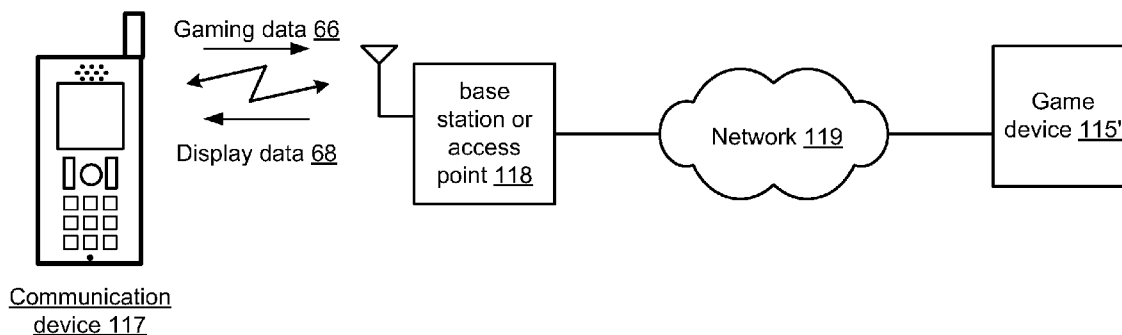 Gaming data 66
Display data 68
Communication
device 117
base
station or
access
point 118
Network 119
Game
device 115'